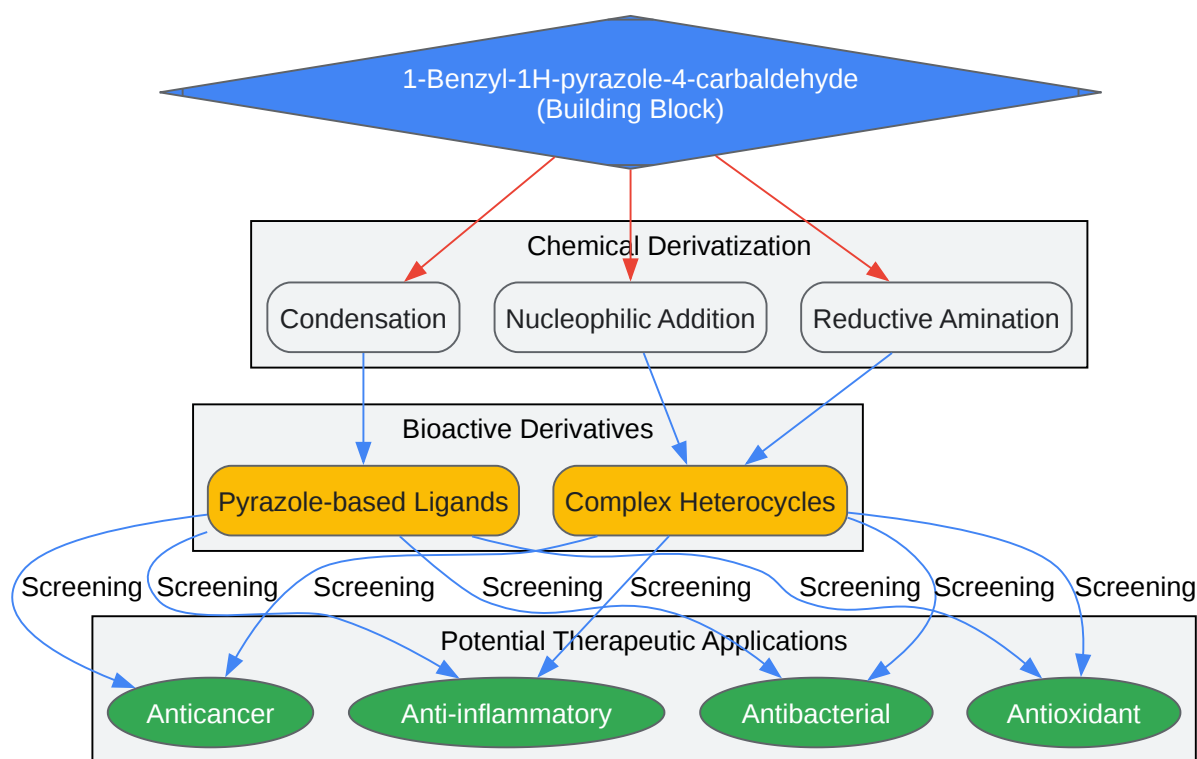 1-Benzyl-1H-pyrazole-4-carbaldehyde
(Building Block)
Chemical Derivatization
Condensation
Nucleophilic Addition
Reductive Amination
Bioactive Derivatives
Pyrazole-based Ligands
Complex Heterocycles
Screening
Screening
Screening
Screening
Screening
Screening
Screening
Screening
Potential Therapeutic Applications
Anticancer
Anti-inflammatory
Antibacterial
Antioxidant